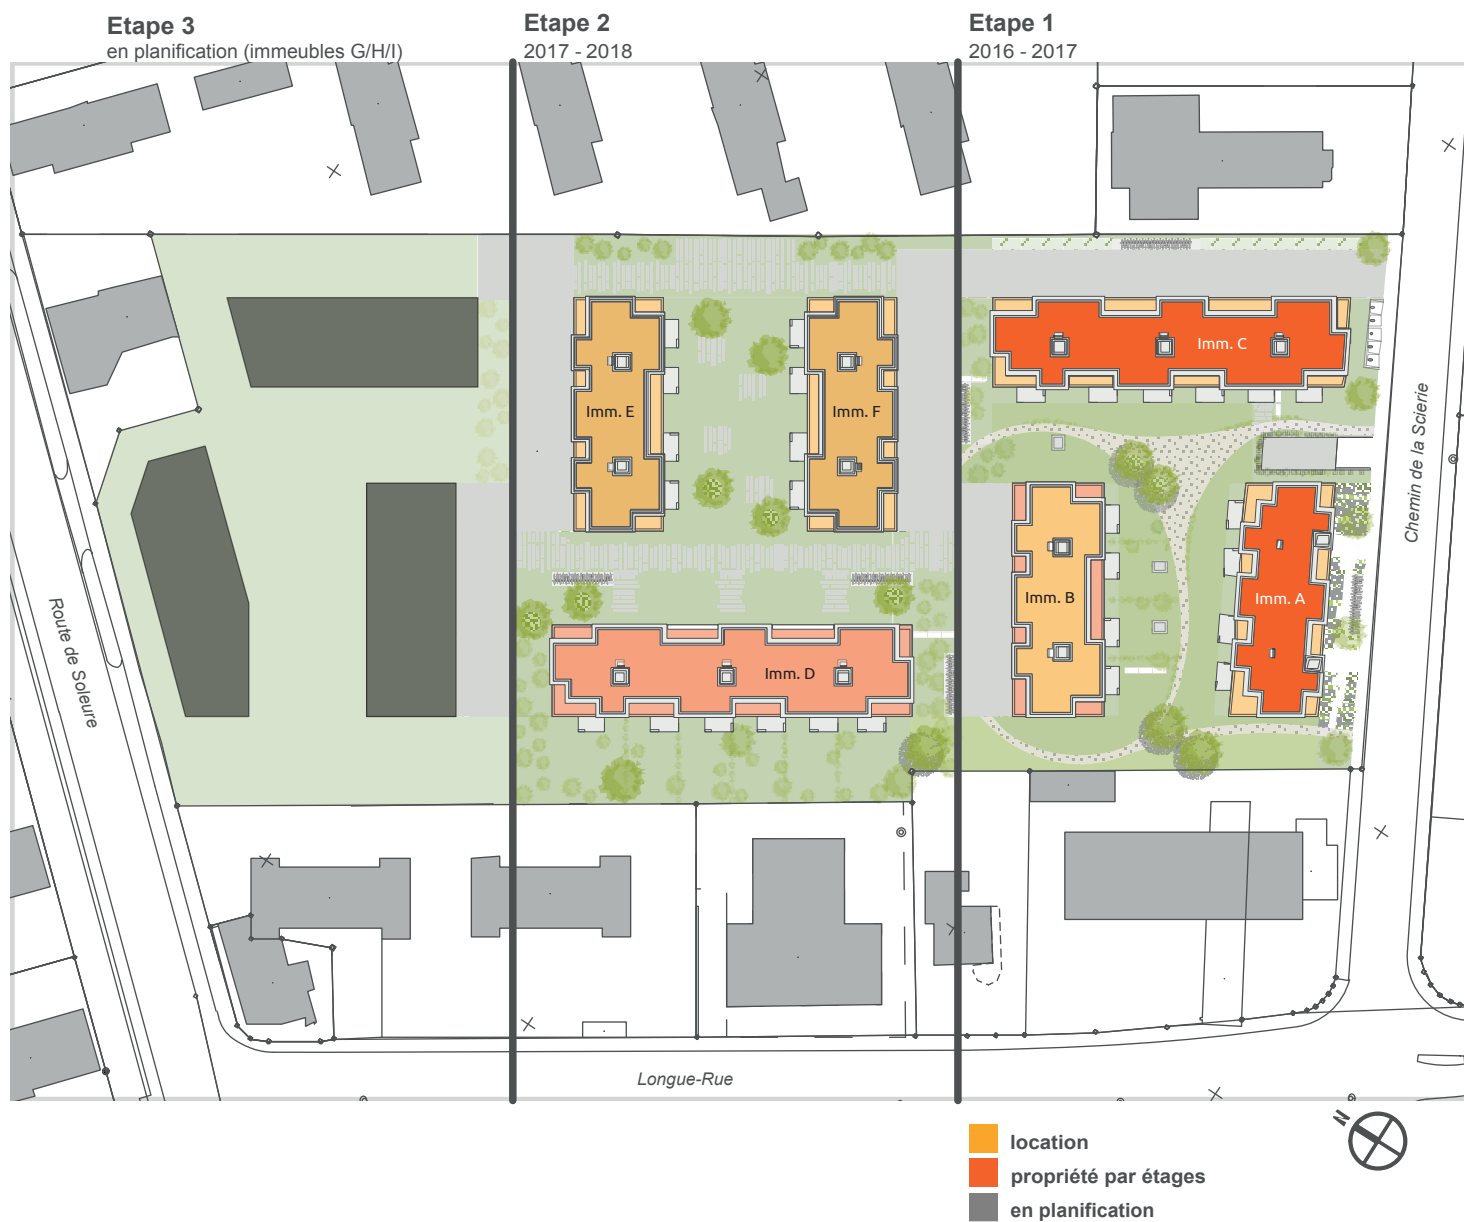 Etape 3
en planification (immeubles G/H/I)
Etape 2
2017 - 2018
Etape 1
2016 - 2017
Imm. C
Imm. E
Imm. F
Imm. B
Imm. A
Imm. D
Chemin de la Scierie
Route de Soleure
Longue-Rue
N
location
propriété par étages
en planification